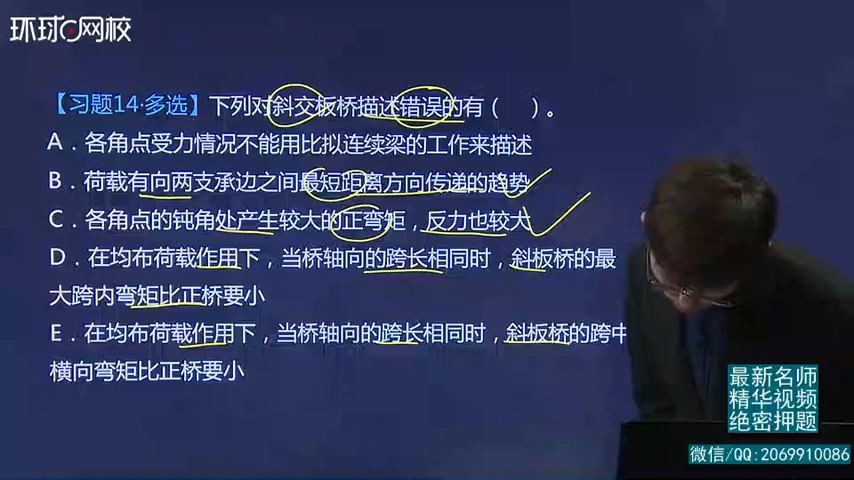 环球网校
【习题14·多选】下列对斜交板桥描述错误的有（ ）。
A．各角点受力情况不能用比拟连续梁的工作来描述
B．荷载有向两支承边之间最短距离方向传递的趋势
C．各角点的钝角处产生较大的正弯矩，反力也较大
D．在均布荷载作用下，当桥轴向的跨长相同时，斜板桥的最
大跨内弯矩比正桥要小
E．在均布荷载作用下，当桥轴向的跨长相同时，斜板桥的跨中
横向弯矩比正桥要小
最新名师
精华视频
绝密押题
微信/QQ:2069910086